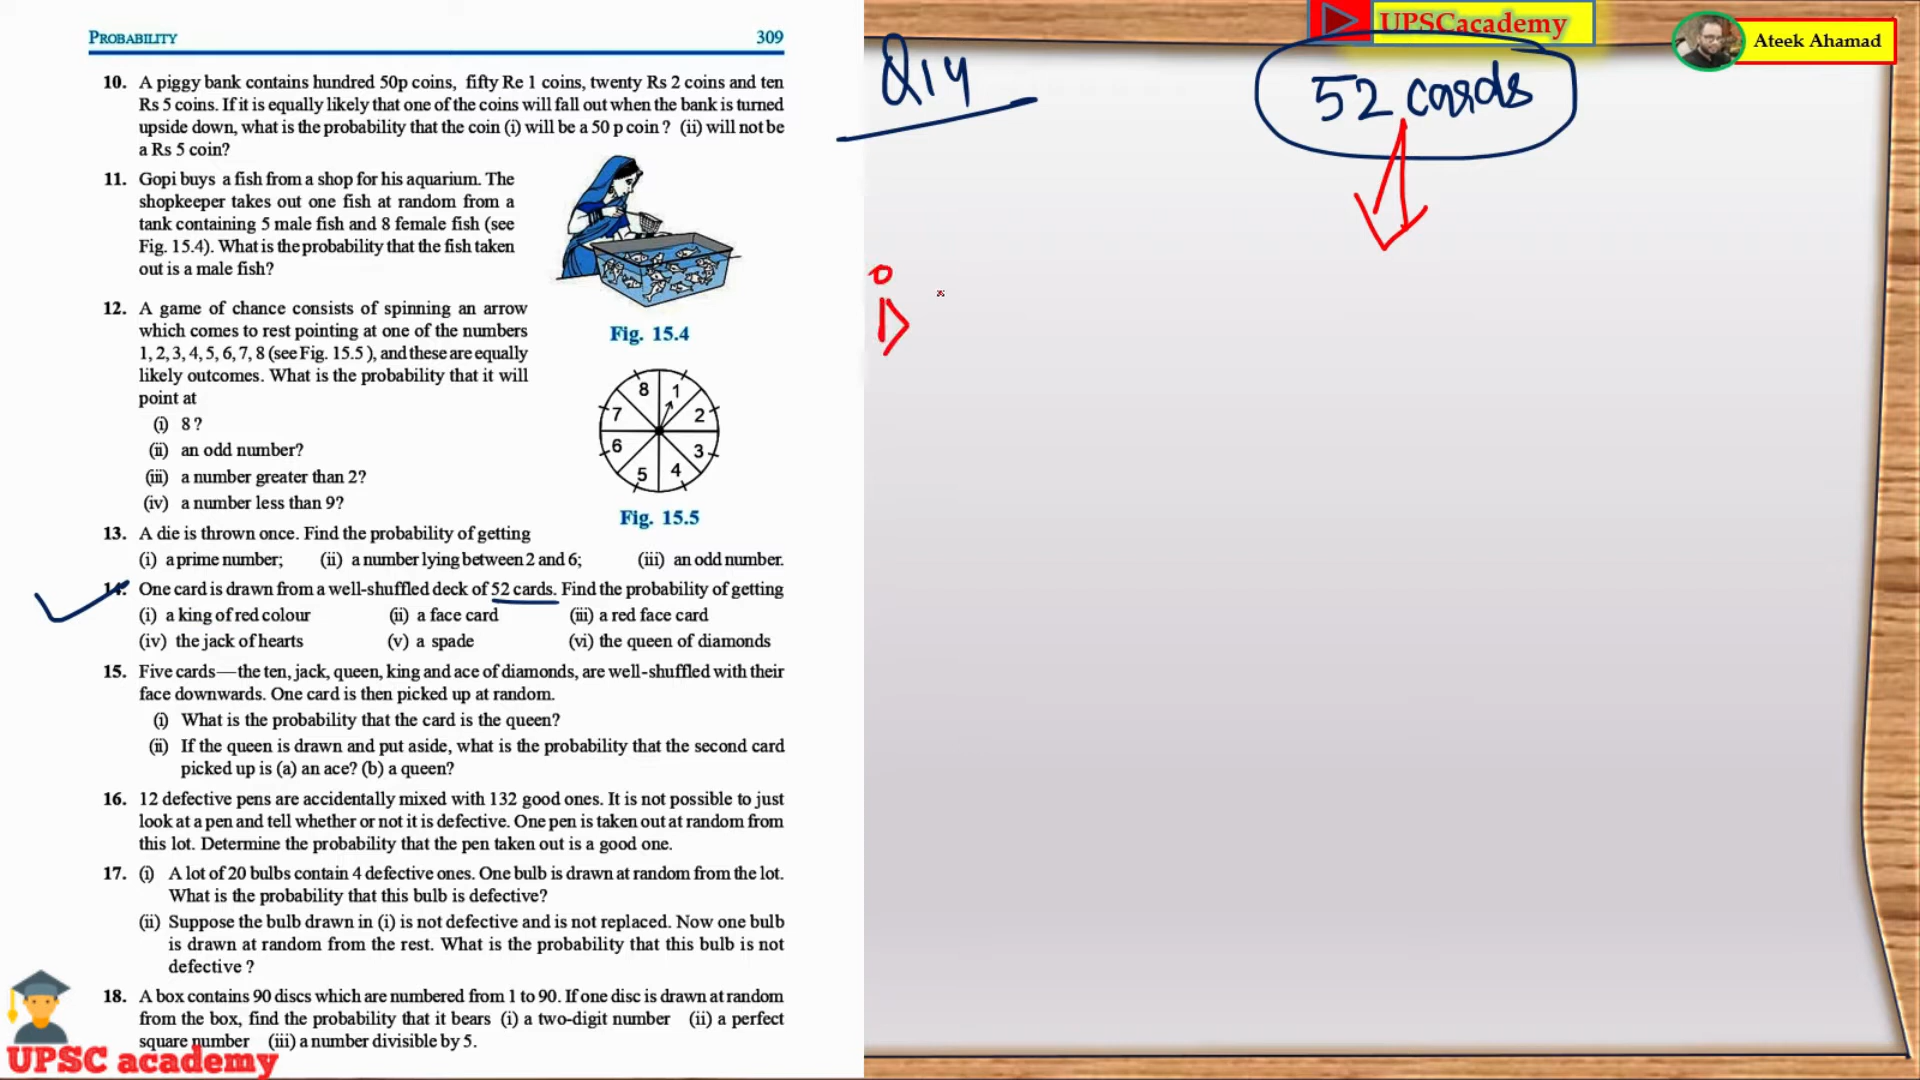 PROBABILITY 309
10. A piggy bank contains hundred 50p coins, fifty Re 1 coins, twenty Rs 2 coins and ten
Rs 5 coins. If it is equally likely that one of the coins will fall out when the bank is turned
upside down, what is the probability that the coin (i) will be a 50 p coin ? (ii) will not be
a Rs 5 coin?
11. Gopi buys a fish from a shop for his aquarium. The
shopkeeper takes out one fish at random from a
tank containing 5 male fish and 8 female fish (see
Fig. 15.4). What is the probability that the fish taken
out is a male fish?
Fig. 15.4
12. A game of chance consists of spinning an arrow
which comes to rest pointing at one of the numbers
1, 2, 3, 4, 5, 6, 7, 8 (see Fig. 15.5 ), and these are equally
likely outcomes. What is the probability that it will
point at
(i) 8 ?
(ii) an odd number?
(iii) a number greater than 2?
(iv) a number less than 9?
8 1
7 2
6 3
5 4
Fig. 15.5
13. A die is thrown once. Find the probability of getting
(i) a prime number; (ii) a number lying between 2 and 6; (iii) an odd number.
14. One card is drawn from a well-shuffled deck of 52 cards. Find the probability of getting
(i) a king of red colour (ii) a face card (iii) a red face card
(iv) the jack of hearts (v) a spade (vi) the queen of diamonds
15. Five cards—the ten, jack, queen, king and ace of diamonds, are well-shuffled with their
face downwards. One card is then picked up at random.
(i) What is the probability that the card is the queen?
(ii) If the queen is drawn and put aside, what is the probability that the second card
picked up is (a) an ace? (b) a queen?
16. 12 defective pens are accidentally mixed with 132 good ones. It is not possible to just
look at a pen and tell whether or not it is defective. One pen is taken out at random from
this lot. Determine the probability that the pen taken out is a good one.
17. (i) A lot of 20 bulbs contain 4 defective ones. One bulb is drawn at random from the lot.
What is the probability that this bulb is defective?
(ii) Suppose the bulb drawn in (i) is not defective and is not replaced. Now one bulb
is drawn at random from the rest. What is the probability that this bulb is not
defective ?
18. A box contains 90 discs which are numbered from 1 to 90. If one disc is drawn at random
from the box, find the probability that it bears (i) a two-digit number (ii) a perfect
square number (iii) a number divisible by 5.
UPSC academy
UPSCacademy
Ateek Ahamad
Q14
52 cards
i)